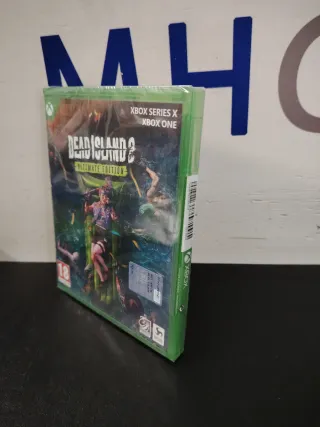 MHO
XBOX SERIES X
XBOX ONE
DEAD ISLAND 2
ULTIMATE EDITION
18
XBOX